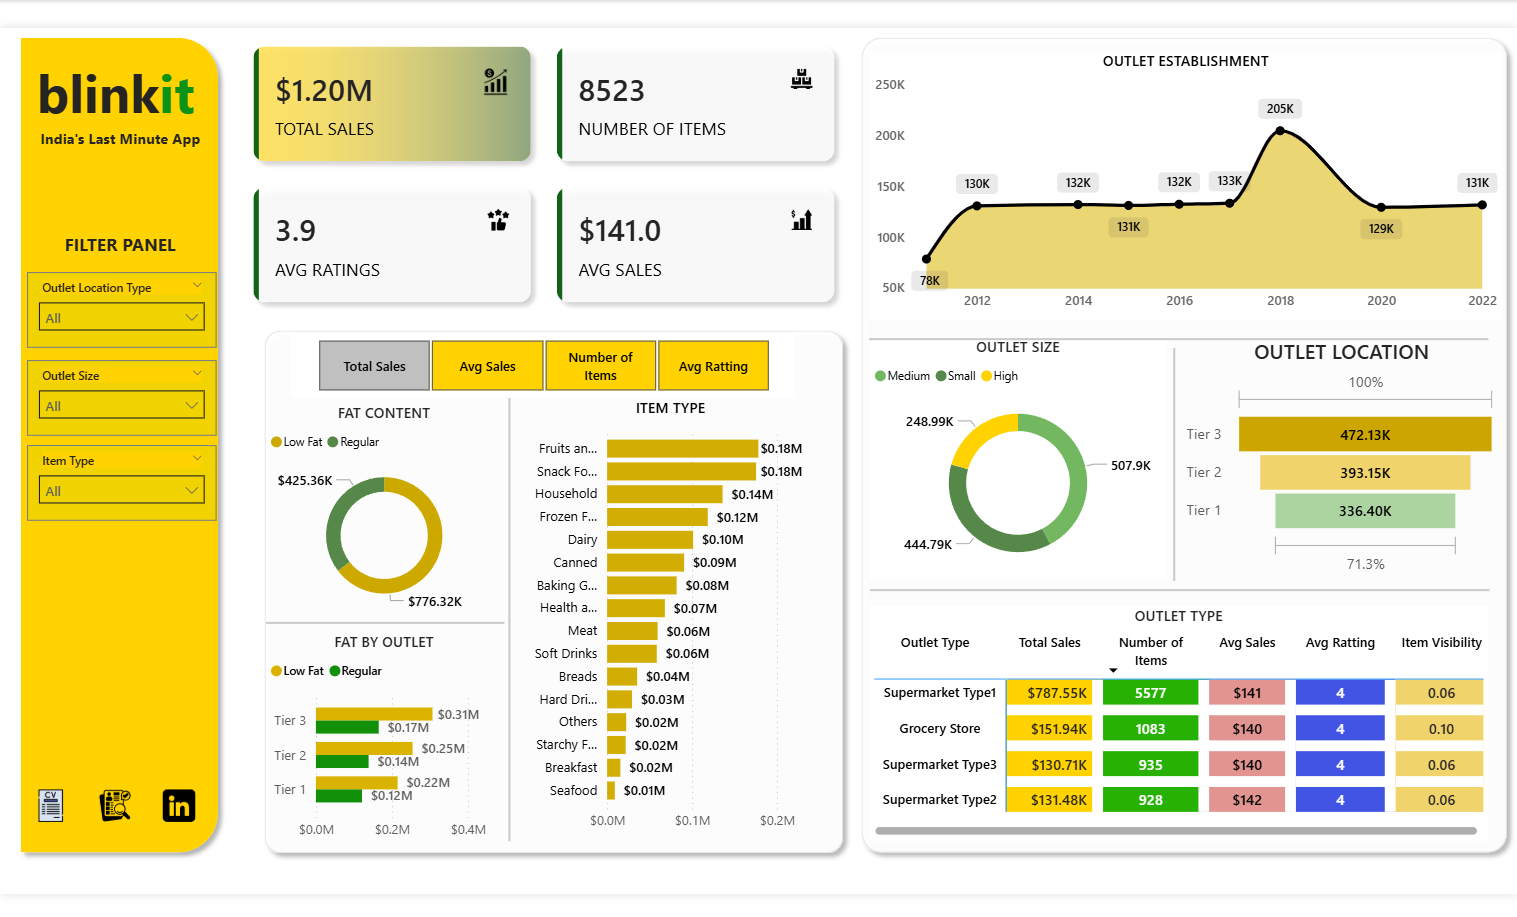 blinkit
India's Last Minute App
FILTER PANEL
Outlet Location Type
All
Outlet Size
All
Item Type
All
CV
in
$1.20M
TOTAL SALES
8523
NUMBER OF ITEMS
3.9
AVG RATINGS
$141.0
AVG SALES
Total Sales
Avg Sales
Number of
Items
Avg Ratting
FAT CONTENT
Low Fat Regular
$425.36K
$776.32K
FAT BY OUTLET
Low Fat Regular
Tier 3 $0.31M
$0.17M
Tier 2 $0.25M
$0.14M
Tier 1 $0.22M
$0.12M
$0.0M $0.2M $0.4M
ITEM TYPE
Fruits an... $0.18M
Snack Fo... $0.18M
Household $0.14M
Frozen F... $0.12M
Dairy $0.10M
Canned $0.09M
Baking G... $0.08M
Health a... $0.07M
Meat $0.06M
Soft Drinks $0.06M
Breads $0.04M
Hard Dri... $0.03M
Others $0.02M
Starchy F... $0.02M
Breakfast $0.02M
Seafood $0.01M
$0.0M $0.1M $0.2M
OUTLET ESTABLISHMENT
250K
200K
150K
100K
50K
78K
130K
132K
131K
132K
133K
205K
129K
131K
2012 2014 2016 2018 2020 2022
OUTLET SIZE
Medium Small High
248.99K
507.9K
444.79K
OUTLET LOCATION
100%
Tier 3 472.13K
Tier 2 393.15K
Tier 1 336.40K
71.3%
OUTLET TYPE
Outlet Type Total Sales Number of Avg Sales Avg Ratting Item Visibility
Items
Supermarket Type1 $787.55K 5577 $141 4 0.06
Grocery Store $151.94K 1083 $140 4 0.10
Supermarket Type3 $130.71K 935 $140 4 0.06
Supermarket Type2 $131.48K 928 $142 4 0.06